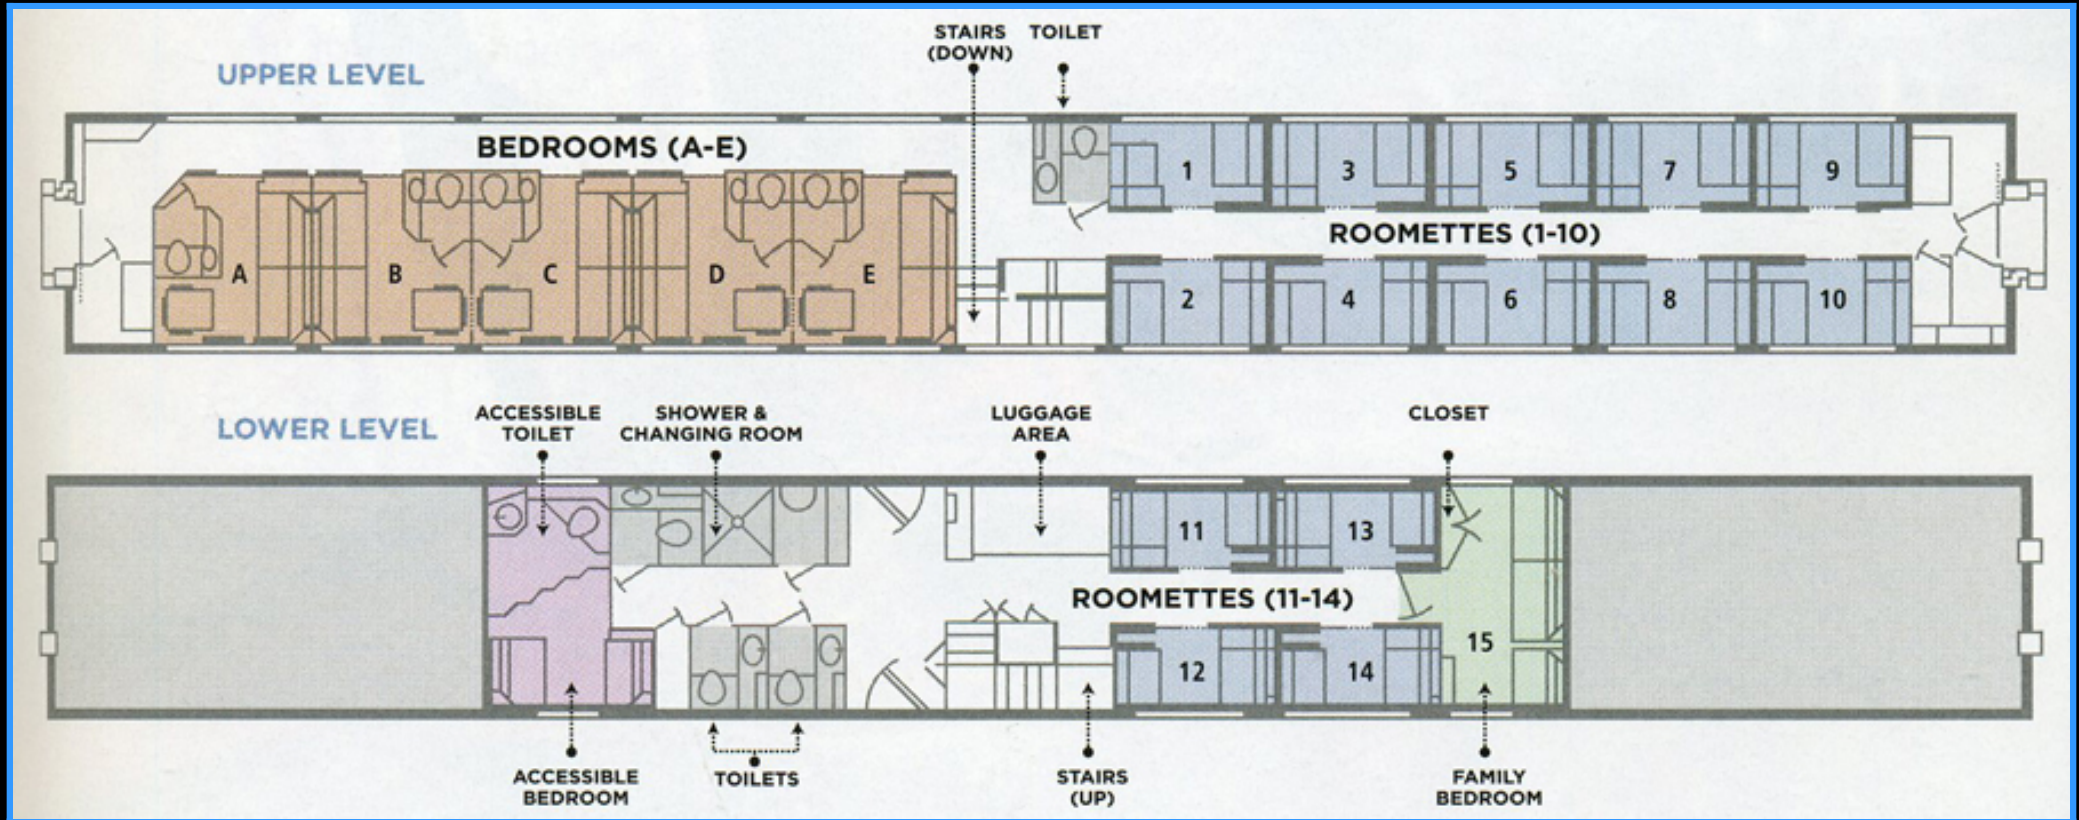 STAIRS
(DOWN)
TOILET
UPPER LEVEL
BEDROOMS (A-E)
1
3
5
7
9
ROOMETTES (1-10)
A
B
C
D
E
2
4
6
8
10
LOWER LEVEL
ACCESSIBLE
TOILET
SHOWER &
CHANGING ROOM
LUGGAGE
AREA
CLOSET
11
13
ROOMETTES (11-14)
15
12
14
ACCESSIBLE
BEDROOM
TOILETS
STAIRS
(UP)
FAMILY
BEDROOM